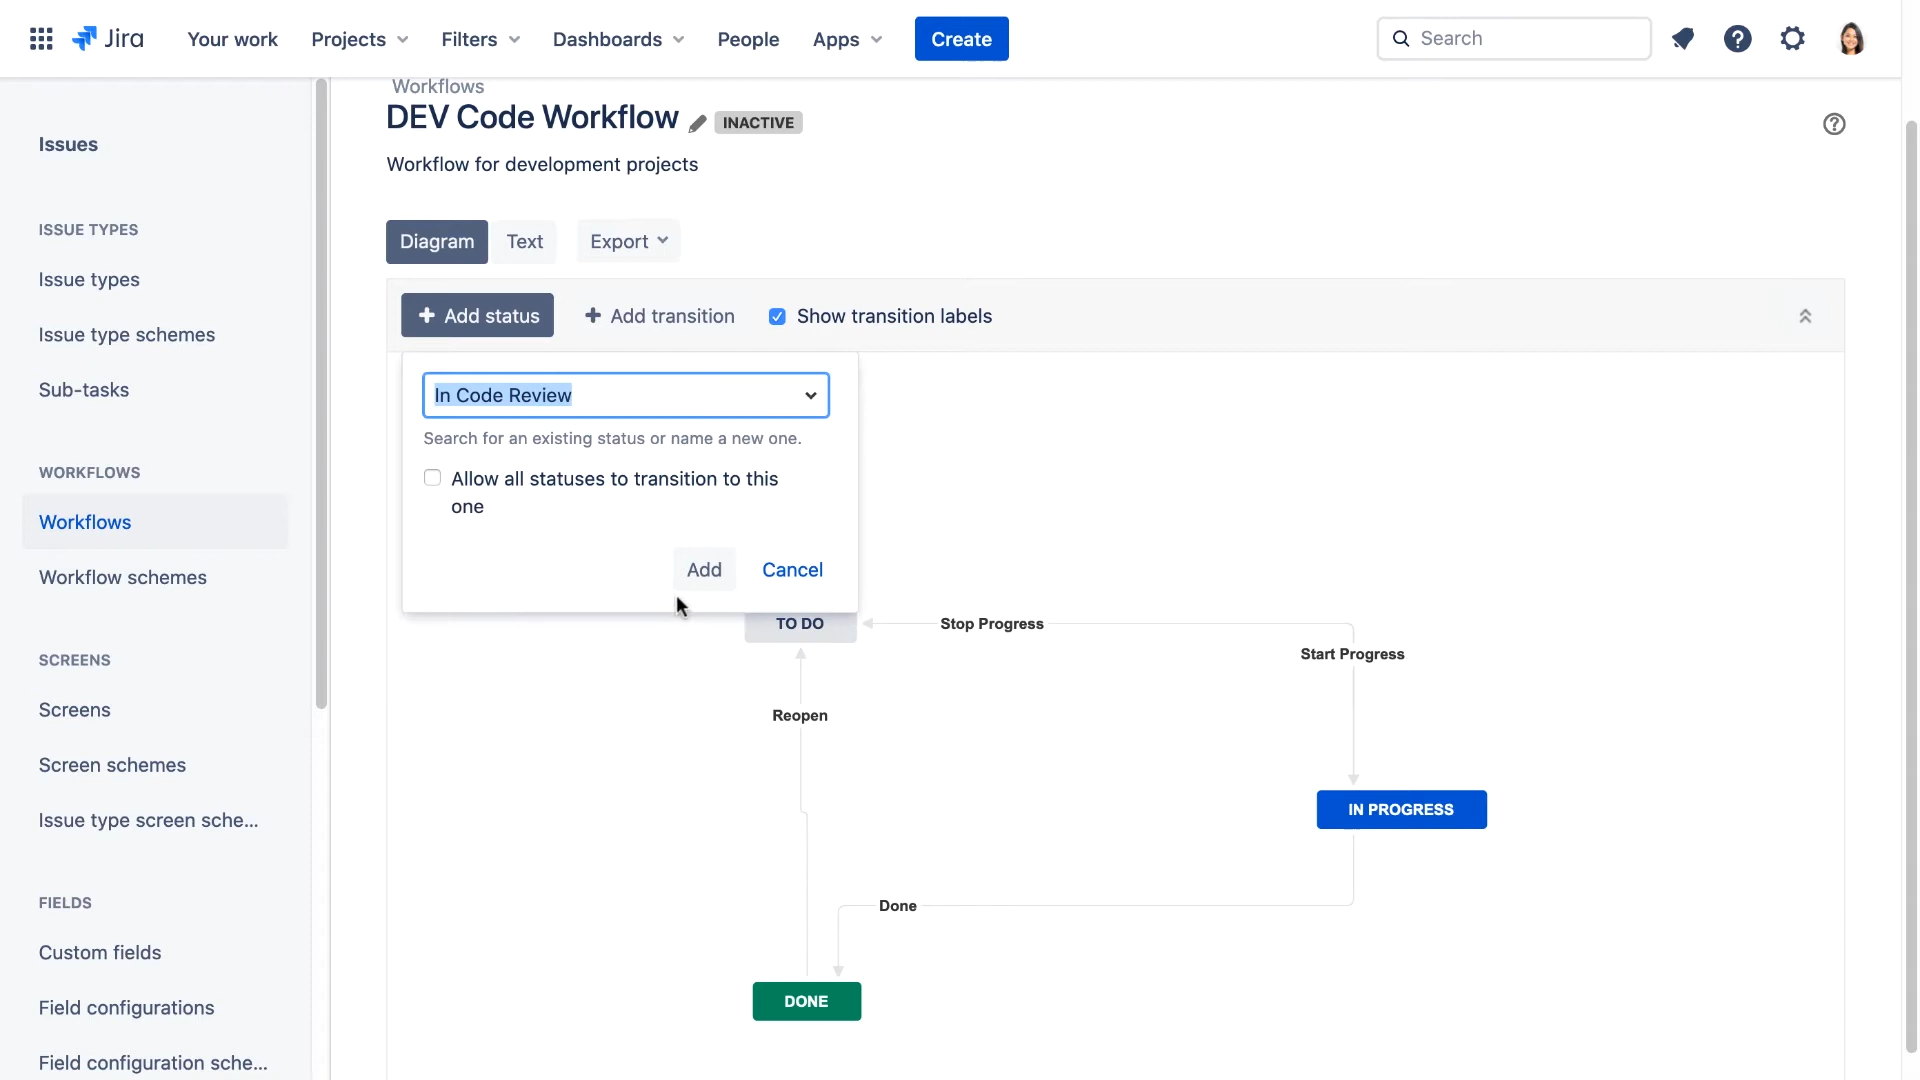 Jira
Your work
Projects
Filters
Dashboards
People
Apps
Create
Search
Issues
ISSUE TYPES
Issue types
Issue type schemes
Sub-tasks
WORKFLOWS
Workflows
Workflow schemes
SCREENS
Screens
Screen schemes
Issue type screen sche...
FIELDS
Custom fields
Field configurations
Field configuration sche...
Workflows
DEV Code Workflow INACTIVE
Workflow for development projects
Diagram
Text
Export
+ Add status
+ Add transition
Show transition labels
In Code Review
Search for an existing status or name a new one.
Allow all statuses to transition to this
one
Add
Cancel
TO DO
Stop Progress
Start Progress
Reopen
IN PROGRESS
Done
DONE